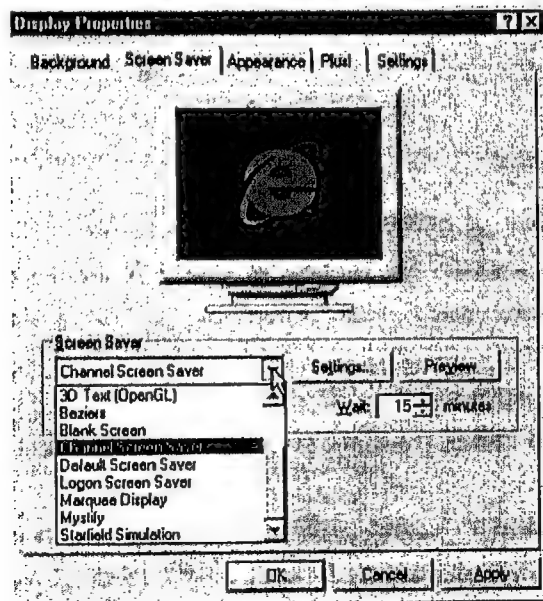 Display Properties
Background Screen Saver Appearance Plus! Settings
Screen Saver
Channel Screen Saver
Settings... Preview
3D Text (OpenGL)
Beziers
Blank Screen
Channel Screen Saver
Default Screen Saver
Logon Screen Saver
Marquee Display
Mystify
Starfield Simulation
Wait: 15 minutes
OK Cancel Apply